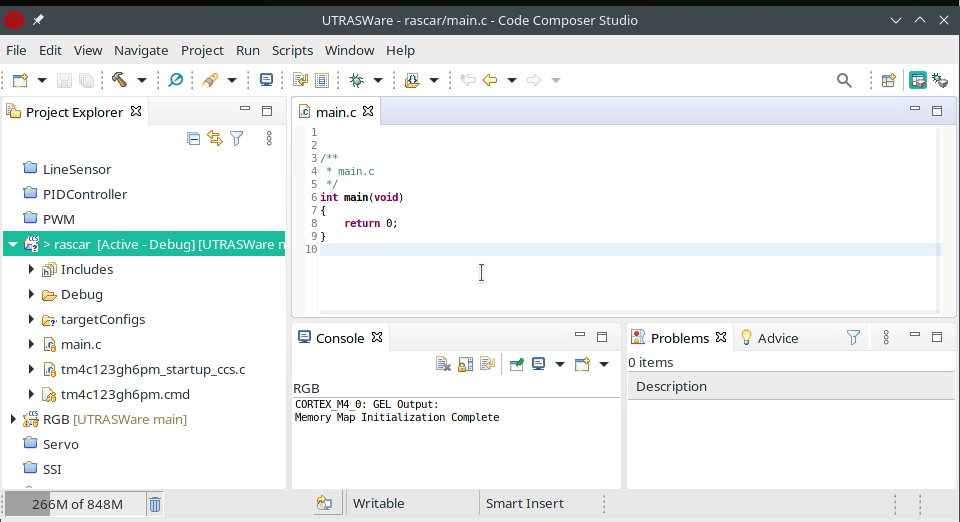 UTRASWare - rascar/main.c - Code Composer Studio
File Edit View Navigate Project Run Scripts Window Help
Project Explorer
LineSensor
PIDController
PWM
> rascar [Active - Debug] [UTRASWare n
Includes
Debug
targetConfigs
main.c
tm4c123gh6pm_startup_ccs.c
tm4c123gh6pm.cmd
RGB [UTRASWare main]
Servo
SSI
main.c
1
2
3 /**
4  * main.c
5  */
6 int main(void)
7 {
8     return 0;
9 }
10
Console
RGB
CORTEX_M4_0: GEL Output:
Memory Map Initialization Complete
Problems
Advice
0 items
Description
266M of 848M
Writable
Smart Insert